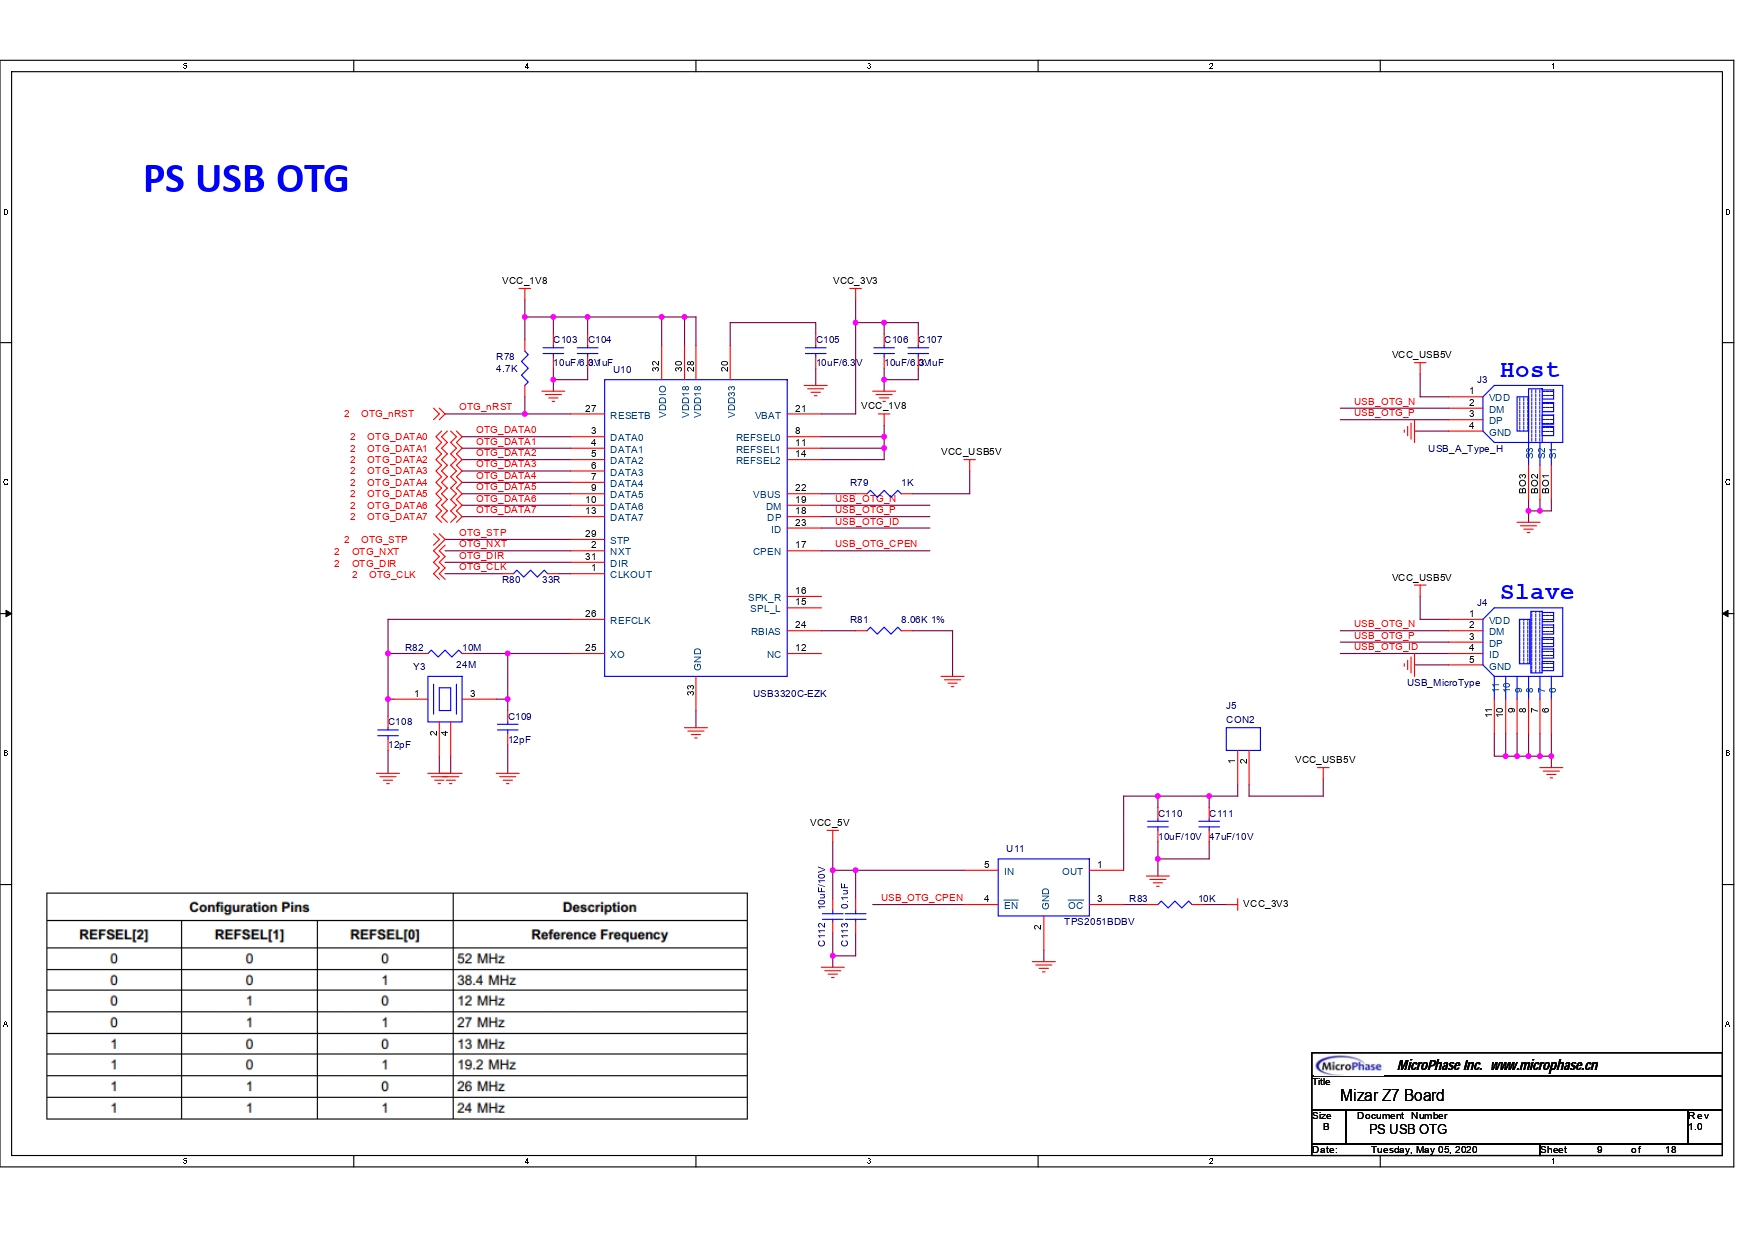 5 4 3 2 1
D D
C C
B B
A A
PS USB OTG
VCC_1V8
VCC_3V3
R78
4.7K
C103 C104
10uF/6.3V
C105
10uF/6.3V
C106 C107
10uF/6.3V
U10
32 30 28 20
VDDIO VDD18 VDD18 VDD33
2 OTG_nRST OTG_nRST 27 RESETB
2 OTG_DATA0 OTG_DATA0 3 DATA0
2 OTG_DATA1 OTG_DATA1 4 DATA1
2 OTG_DATA2 OTG_DATA2 5 DATA2
2 OTG_DATA3 OTG_DATA3 6 DATA3
2 OTG_DATA4 OTG_DATA4 7 DATA4
2 OTG_DATA5 OTG_DATA5 9 DATA5
2 OTG_DATA6 OTG_DATA6 10 DATA6
2 OTG_DATA7 OTG_DATA7 13 DATA7
2 OTG_STP OTG_STP 29 STP
2 OTG_NXT OTG_NXT 2 NXT
2 OTG_DIR OTG_DIR 31 DIR
2 OTG_CLK OTG_CLK 1 CLKOUT
R80 33R
26 REFCLK
25 XO
R82 10M
Y3 24M
1 3
2 4
C108
12pF
C109
12pF
GND
33
VBAT 21
VCC_1V8
REFSEL0 8
REFSEL1 11
REFSEL2 14
VCC_USB5V
R79 1K
VBUS 22
DM 19 USB_OTG_N
DP 18 USB_OTG_P
ID 23 USB_OTG_ID
CPEN 17 USB_OTG_CPEN
SPK_R 16
SPL_L 15
RBIAS 24 R81 8.06K 1%
NC 12
USB3320C-EZK
VCC_USB5V
Host
J3
1 VDD
USB_OTG_N 2 DM
USB_OTG_P 3 DP
4 GND
USB_A_Type_H
S3 S2 S1
BO3 BO2 BO1
VCC_USB5V
Slave
J4
1 VDD
USB_OTG_N 2 DM
USB_OTG_P 3 DP
USB_OTG_ID 4 ID
5 GND
USB_MicroType
11 10 9 8 7 6
11 10 9 8 7 6
J5
CON2
1 2
VCC_USB5V
C110
10uF/10V
C111
47uF/10V
VCC_5V
C112 10uF/10V
C113 0.1uF
U11
5 IN
OUT 1
USB_OTG_CPEN 4 EN
GND
2
OC 3
R83 10K VCC_3V3
TPS2051BDBV
Configuration Pins Description
REFSEL[2] REFSEL[1] REFSEL[0] Reference Frequency
0 0 0 52 MHz
0 0 1 38.4 MHz
0 1 0 12 MHz
0 1 1 27 MHz
1 0 0 13 MHz
1 0 1 19.2 MHz
1 1 0 26 MHz
1 1 1 24 MHz
MicroPhase MicroPhase Inc. www.microphase.cn
Title
Mizar Z7 Board
Size Document Number Rev
B PS USB OTG 1.0
Date: Tuesday, May 05, 2020 Sheet 9 of 18
5 4 3 2 1